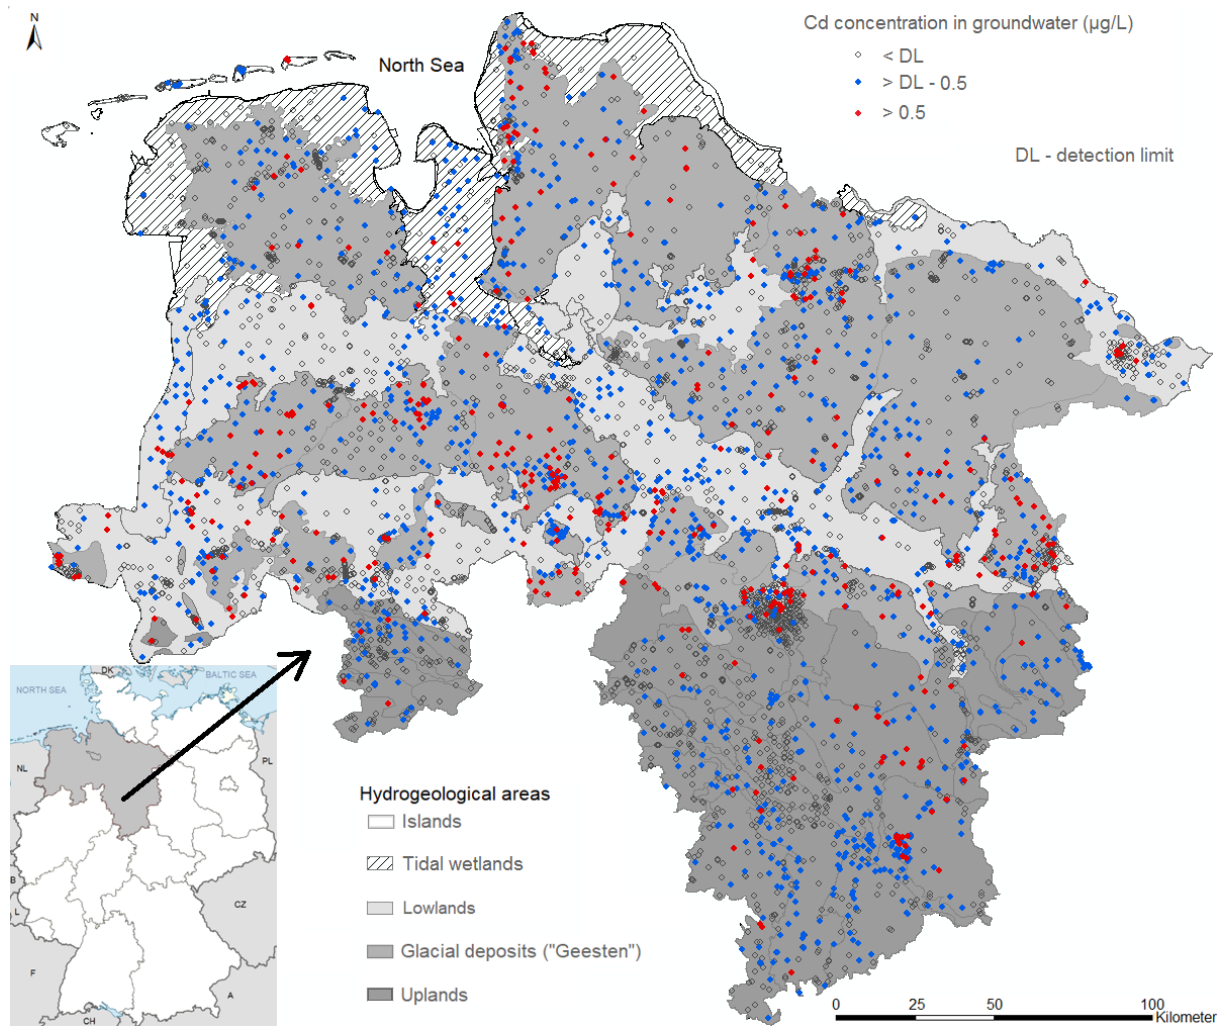 N
North Sea
Cd concentration in groundwater (µg/L)
< DL
> DL - 0.5
> 0.5
DL - detection limit
Hydrogeological areas
Islands
Tidal wetlands
Lowlands
Glacial deposits ("Geesten")
Uplands
DK
NORTH SEA
BALTIC SEA
NL
PL
B
L
CZ
F
A
CH
0 25 50 100
Kilometer